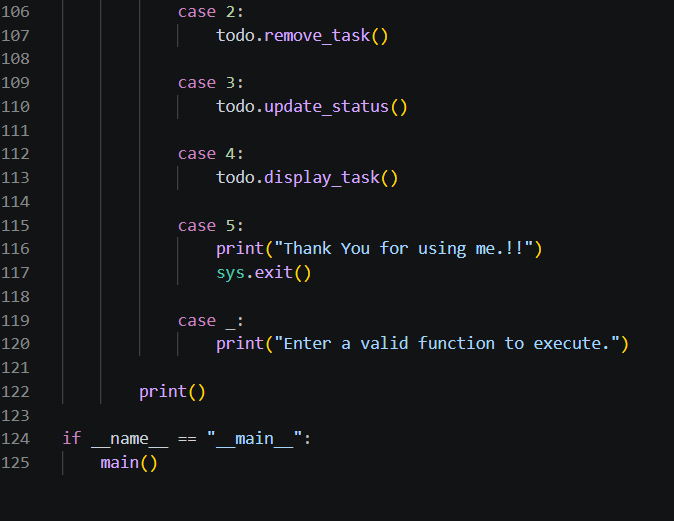 106 case 2:
107 todo.remove_task()
108
109 case 3:
110 todo.update_status()
111
112 case 4:
113 todo.display_task()
114
115 case 5:
116 print("Thank You for using me.!!")
117 sys.exit()
118
119 case _:
120 print("Enter a valid function to execute.")
121
122 print()
123
124 if __name__ == "__main__":
125 main()